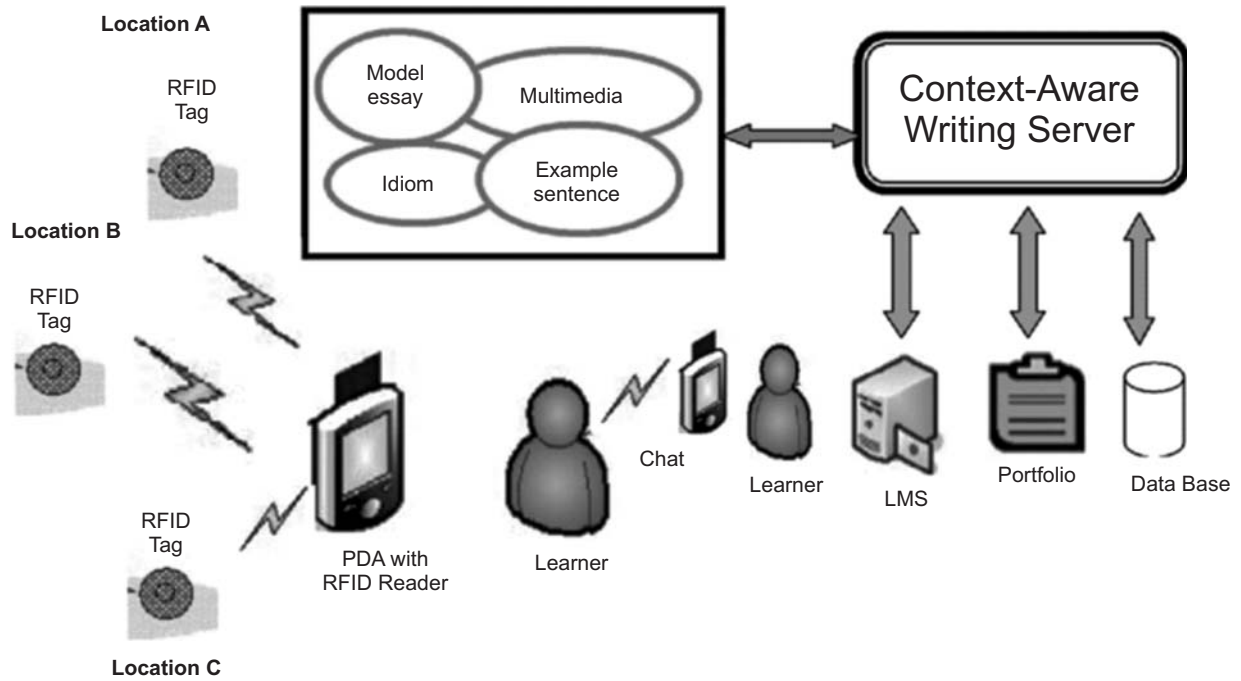 Location A
RFID
Tag
Location B
RFID
Tag
RFID
Tag
Location C
PDA with
RFID Reader
Model
essay
Multimedia
Idiom
Example
sentence
Context-Aware
Writing Server
Learner
Chat
Learner
LMS
Portfolio
Data Base